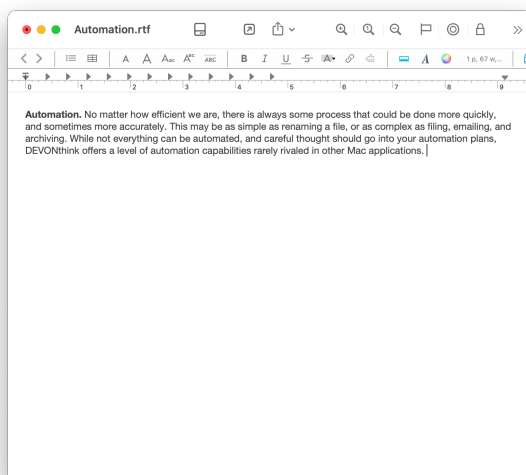 Automation.rtf
A A AABC AABC ABC B I U S A A 1 p, 67 w,...
0 1 2 3 4 5 6 7 8 9
Automation. No matter how efficient we are, there is always some process that could be done more quickly,
and sometimes more accurately. This may be as simple as renaming a file, or as complex as filing, emailing, and
archiving. While not everything can be automated, and careful thought should go into your automation plans,
DEVONthink offers a level of automation capabilities rarely rivaled in other Mac applications.